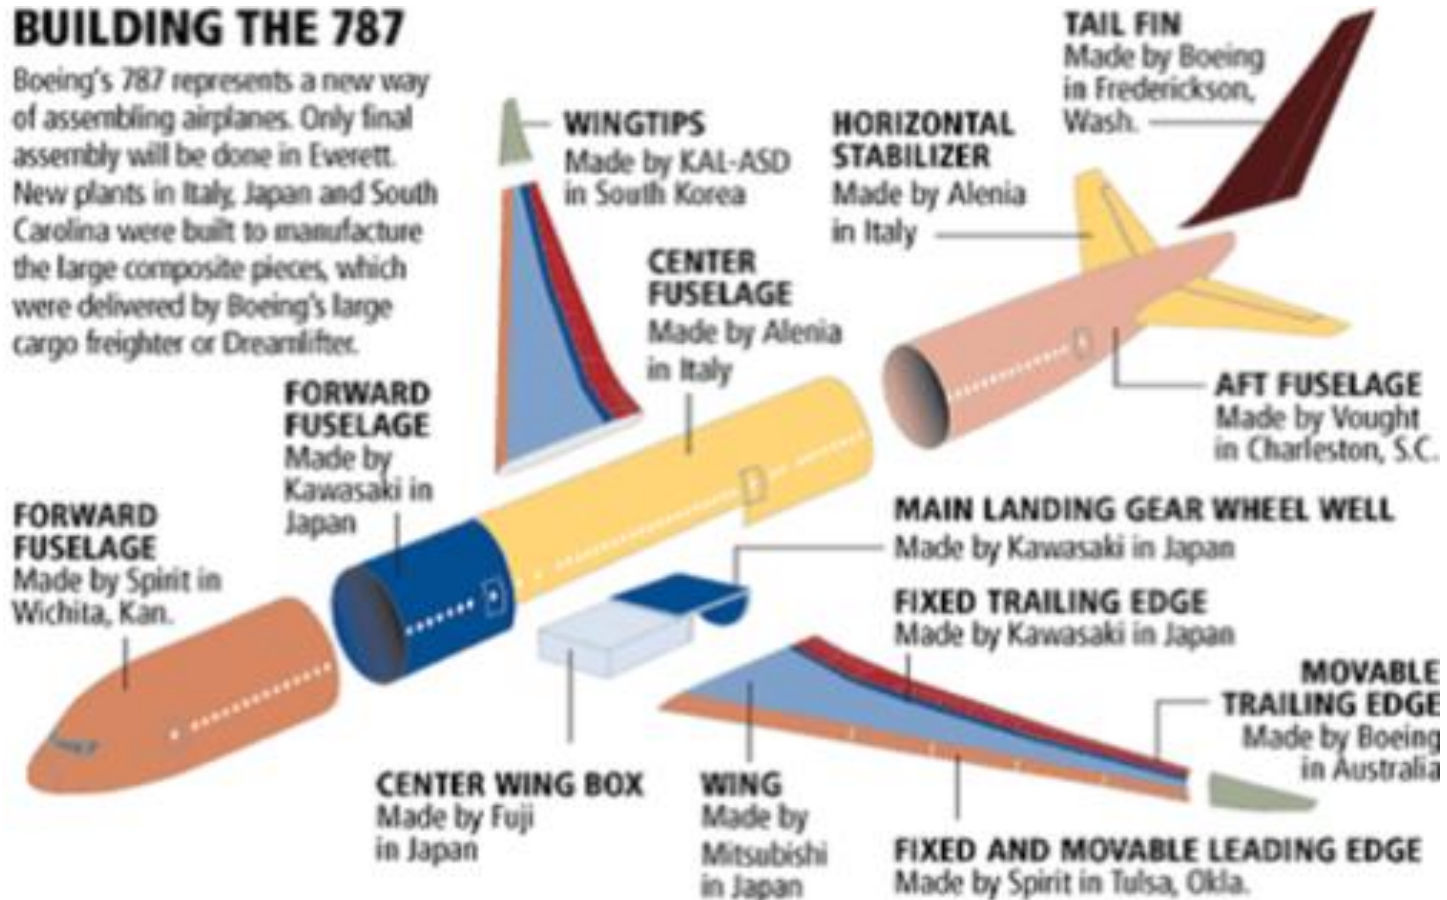 BUILDING THE 787
Boeing's 787 represents a new way
of assembling airplanes. Only final
assembly will be done in Everett.
New plants in Italy, Japan and South
Carolina were built to manufacture
the large composite pieces, which
were delivered by Boeing's large
cargo freighter or Dreamlifter.
WINGTIPS
Made by KAL-ASD
in South Korea
HORIZONTAL
STABILIZER
Made by Alenia
in Italy
TAIL FIN
Made by Boeing
in Frederickson,
Wash.
CENTER
FUSELAGE
Made by Alenia
in Italy
FORWARD
FUSELAGE
Made by
Kawasaki in
Japan
AFT FUSELAGE
Made by Vought
in Charleston, S.C.
FORWARD
FUSELAGE
Made by Spirit in
Wichita, Kan.
MAIN LANDING GEAR WHEEL WELL
Made by Kawasaki in Japan
FIXED TRAILING EDGE
Made by Kawasaki in Japan
MOVABLE
TRAILING EDGE
Made by Boeing
in Australia
CENTER WING BOX
Made by Fuji
in Japan
WING
Made by
Mitsubishi
in Japan
FIXED AND MOVABLE LEADING EDGE
Made by Spirit in Tulsa, Okla.